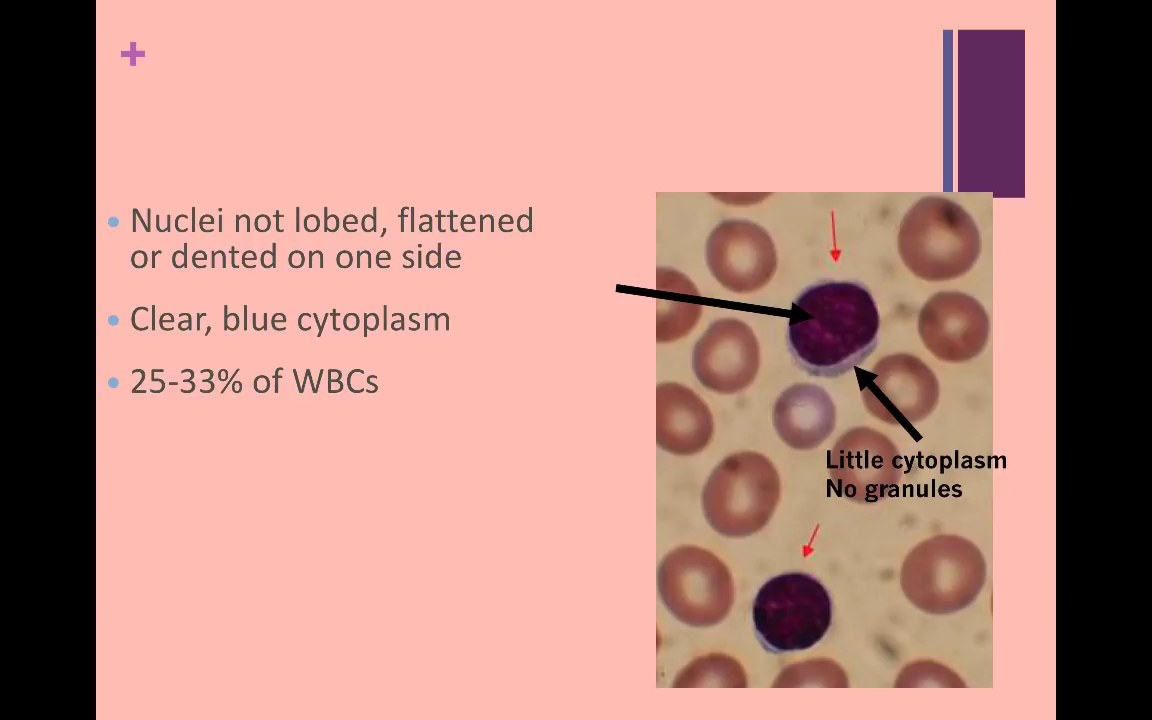 +
Nuclei not lobed, flattened
or dented on one side
Clear, blue cytoplasm
25-33% of WBCs
Little cytoplasm
No granules